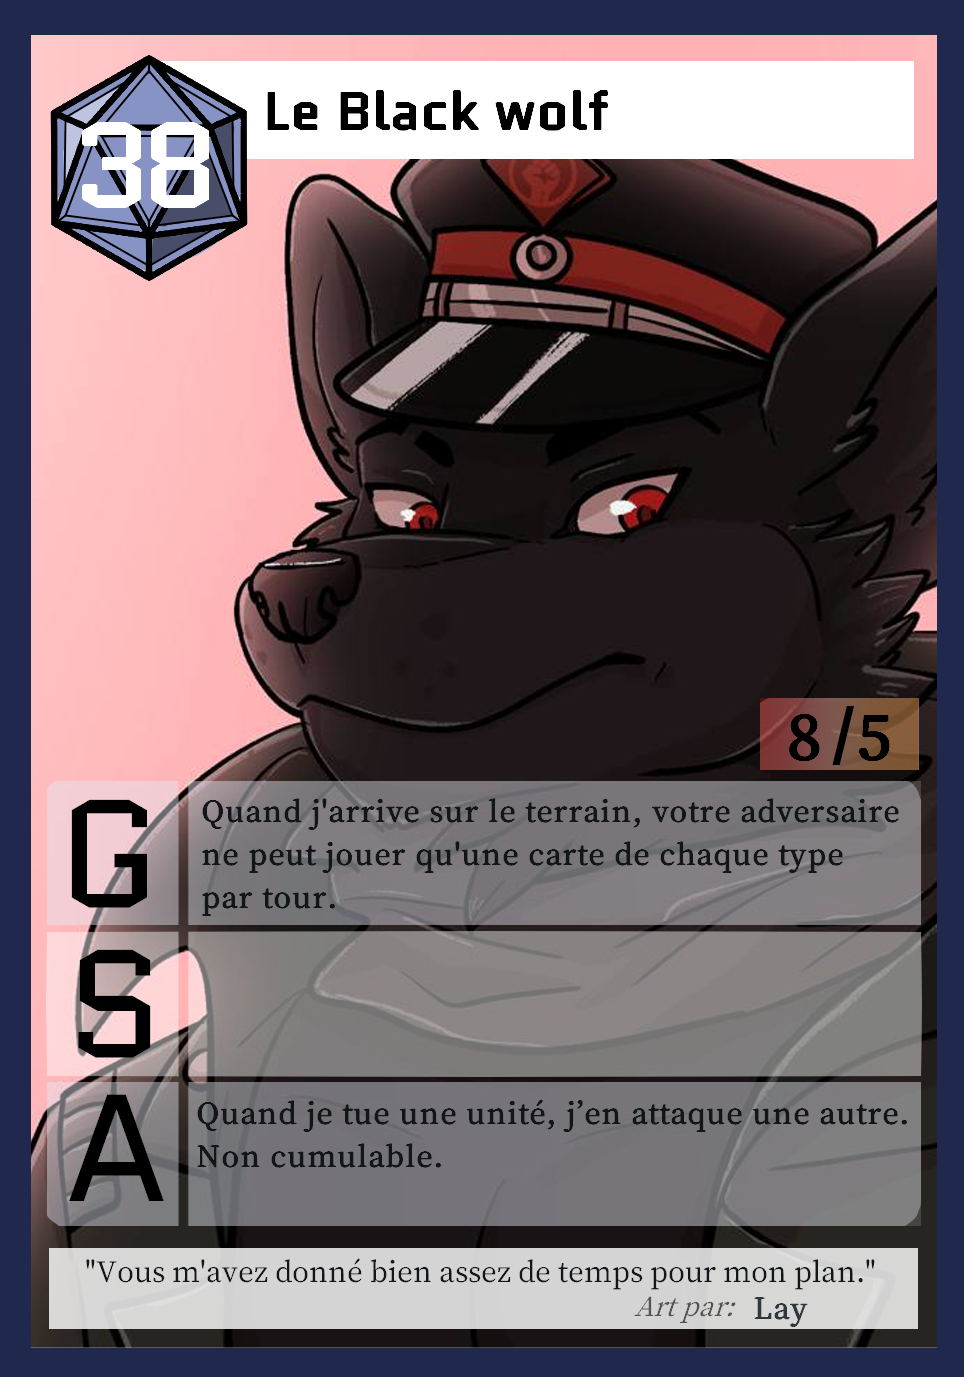 38
Le Black wolf
8/5
G
Quand j'arrive sur le terrain, votre adversaire
ne peut jouer qu'une carte de chaque type
par tour.
S
A
Quand je tue une unité, j’en attaque une autre.
Non cumulable.
"Vous m'avez donné bien assez de temps pour mon plan."
Art par: Lay